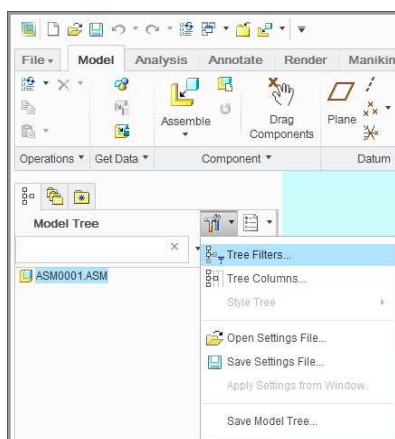 File Model Analysis Annotate Render Manikin
Assemble
Drag Components
Plane
Operations Get Data Component Datum
Model Tree
ASM0001.ASM
Tree Filters...
Tree Columns...
Style Tree
Open Settings File...
Save Settings File...
Apply Settings from Window..
Save Model Tree...